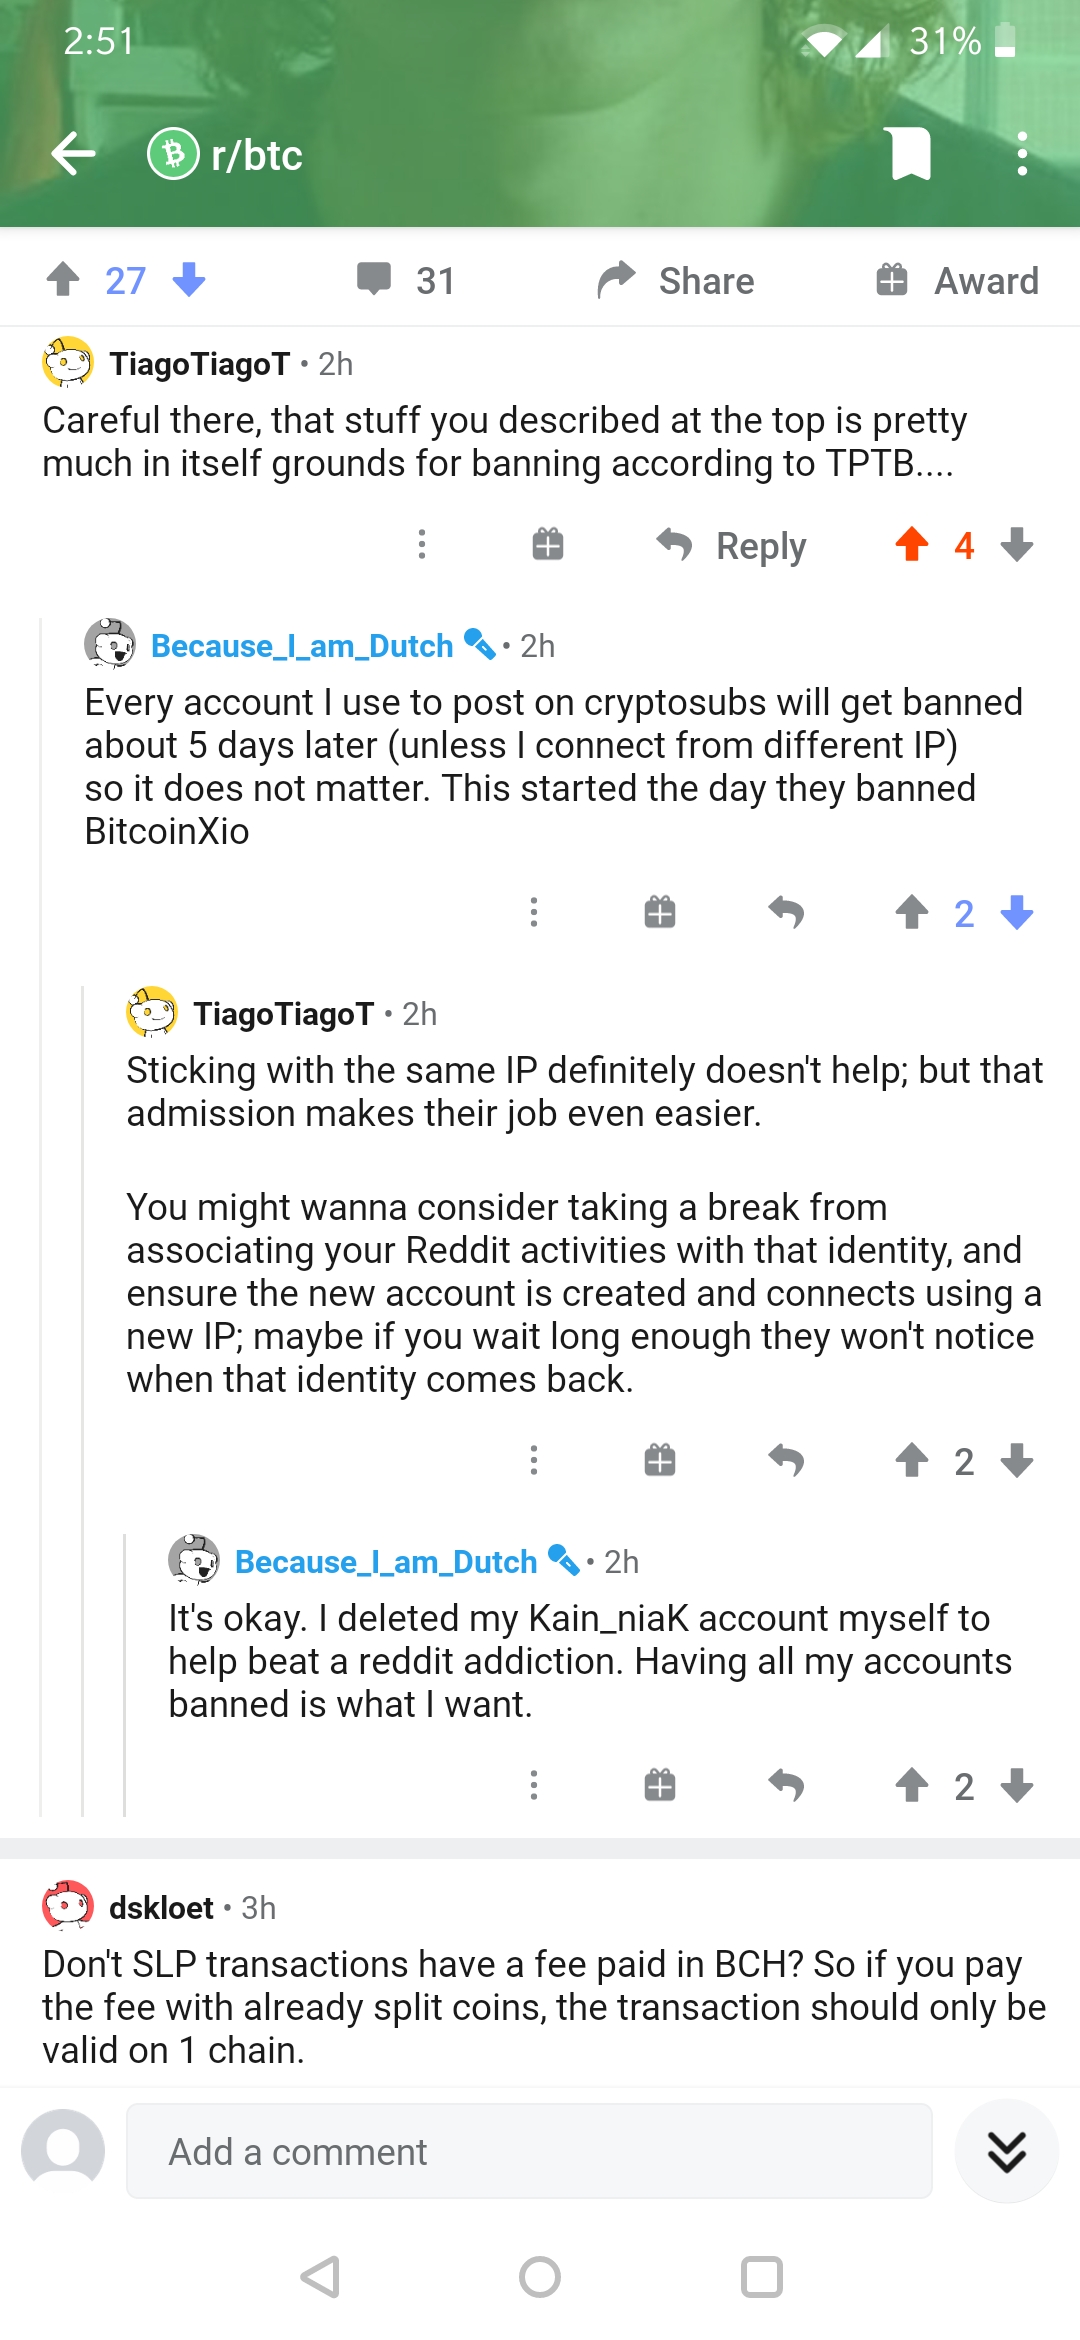 2:51
31%
r/btc
27
31
Share
Award
TiagoTiagoT • 2h
Careful there, that stuff you described at the top is pretty
much in itself grounds for banning according to TPTB....
Reply
4
Because_I_am_Dutch • 2h
Every account I use to post on cryptosubs will get banned
about 5 days later (unless I connect from different IP)
so it does not matter. This started the day they banned
BitcoinXio
2
TiagoTiagoT • 2h
Sticking with the same IP definitely doesn't help; but that
admission makes their job even easier.
You might wanna consider taking a break from
associating your Reddit activities with that identity, and
ensure the new account is created and connects using a
new IP; maybe if you wait long enough they won't notice
when that identity comes back.
2
Because_I_am_Dutch • 2h
It's okay. I deleted my Kain_niaK account myself to
help beat a reddit addiction. Having all my accounts
banned is what I want.
2
dskloet • 3h
Don't SLP transactions have a fee paid in BCH? So if you pay
the fee with already split coins, the transaction should only be
valid on 1 chain.
Add a comment